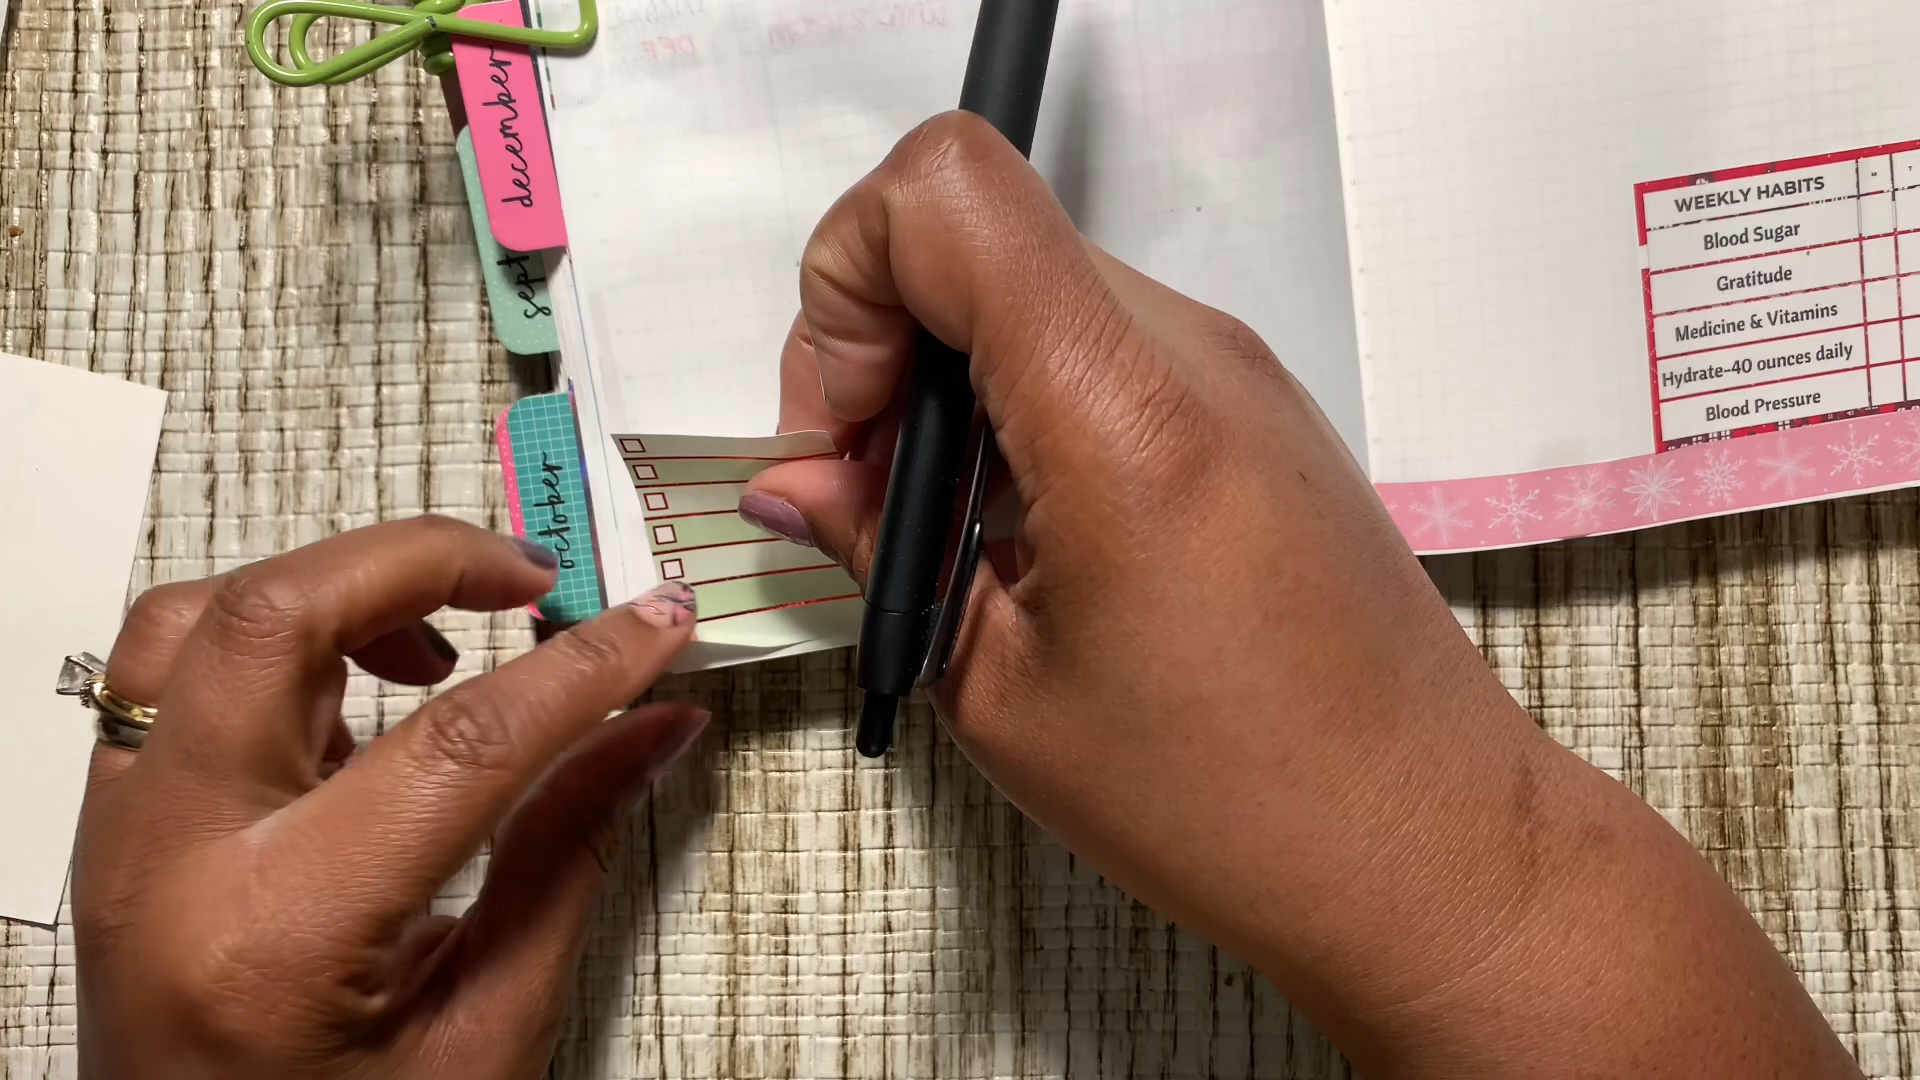 december
sept
october
WEEKLY HABITS M T
Blood Sugar
Gratitude
Medicine & Vitamins
Hydrate-40 ounces daily
Blood Pressure